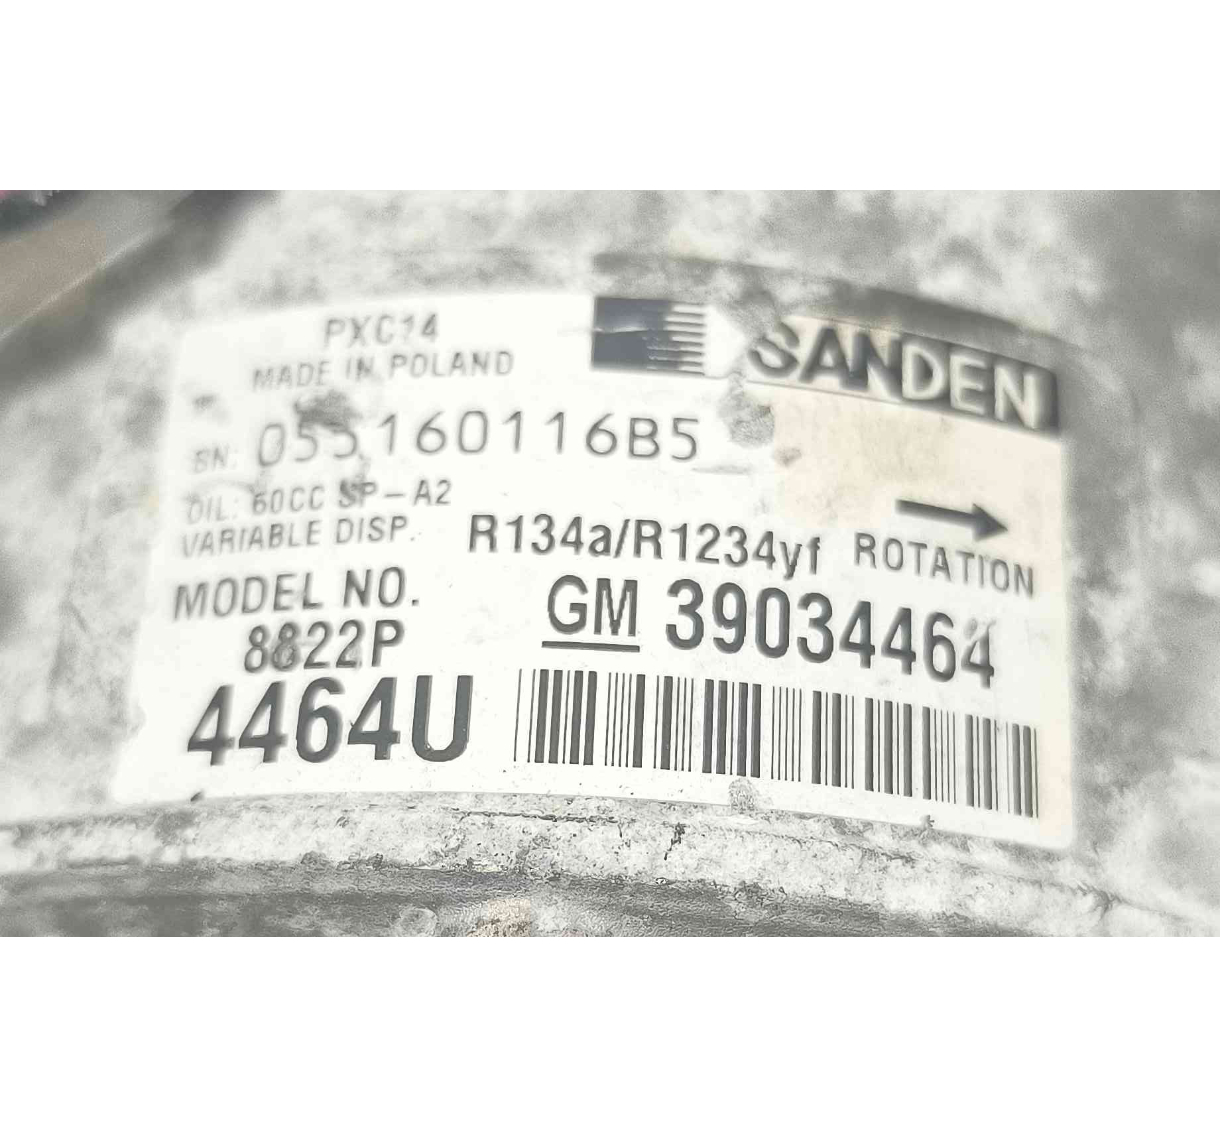 PXC14
MADE IN POLAND
SANDEN
SN: 055160116B5
OIL: 60CC SP-A2
VARIABLE DISP.
R134a/R1234yf
ROTATION
MODEL NO.
8822P
GM 39034464
4464U